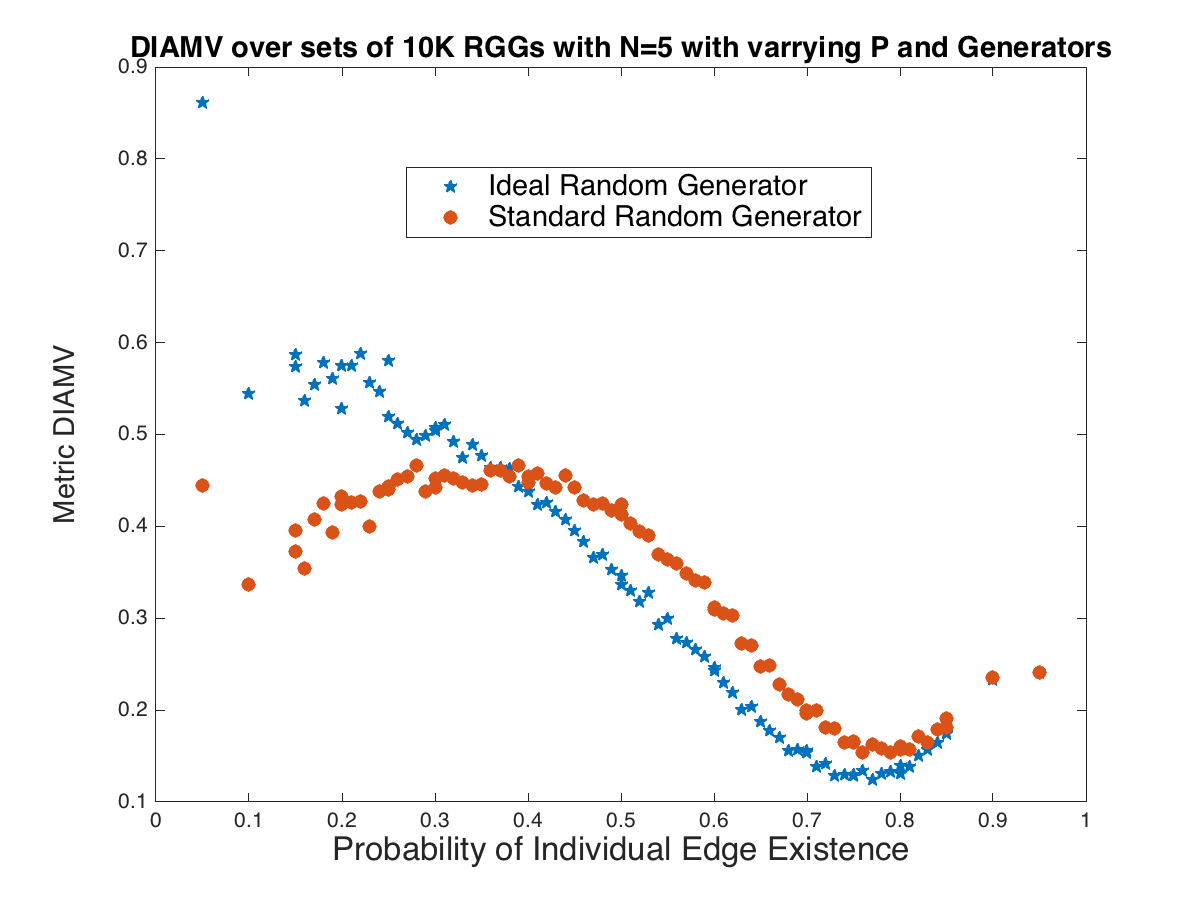 DIAMV over sets of 10K RGGs with N=5 with varrying P and Generators
0.9
0.8
0.7
0.6
0.5
0.4
0.3
0.2
0.1
Metric DIAMV
Ideal Random Generator
Standard Random Generator
0 0.1 0.2 0.3 0.4 0.5 0.6 0.7 0.8 0.9 1
Probability of Individual Edge Existence